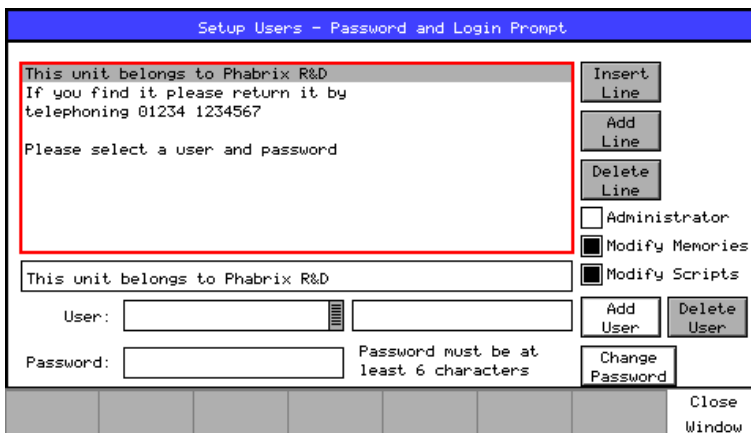 Setup Users - Password and Login Prompt
This unit belongs to Phabrix R&D
If you find it please return it by
telephoning 01234 1234567
Please select a user and password
Insert
Line
Add
Line
Delete
Line
Administrator
Modify Memories
Modify Scripts
This unit belongs to Phabrix R&D
User:
Add
User
Delete
User
Password:
Password must be at
least 6 characters
Change
Password
Close
Window